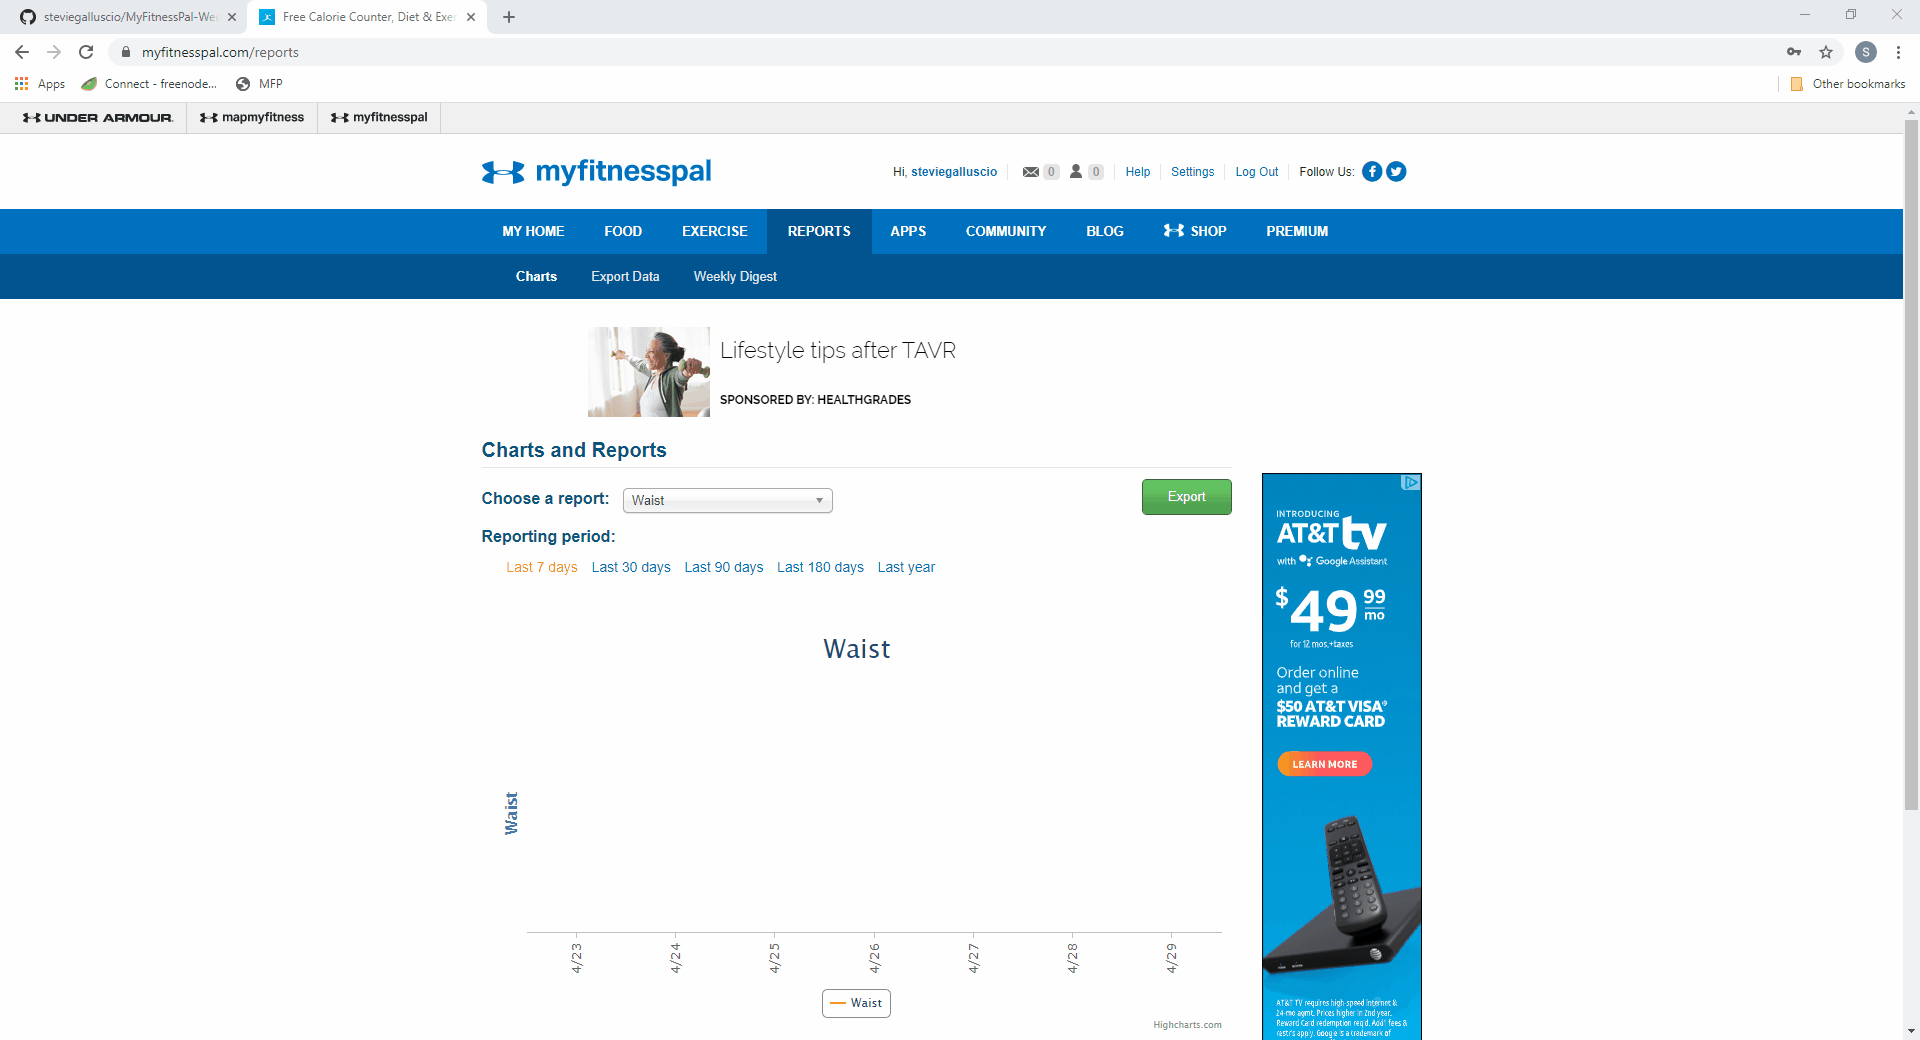 steviegalluscio/MyFitnessPal-We
Free Calorie Counter, Diet & Exer
myfitnesspal.com/reports
S
Apps
Connect - freenode...
MFP
Other bookmarks
UNDER ARMOUR
mapmyfitness
myfitnesspal
myfitnesspal
Hi, steviegalluscio
0
0
Help
Settings
Log Out
Follow Us:
MY HOME
FOOD
EXERCISE
REPORTS
APPS
COMMUNITY
BLOG
SHOP
PREMIUM
Charts
Export Data
Weekly Digest
Lifestyle tips after TAVR
SPONSORED BY: HEALTHGRADES
Charts and Reports
Choose a report:
Waist
Export
Reporting period:
Last 7 days
Last 30 days
Last 90 days
Last 180 days
Last year
Waist
Waist
4/23
4/24
4/25
4/26
4/27
4/28
4/29
Waist
Highcharts.com
INTRODUCING
AT&T tv
with Google Assistant
$49 99 mo
for 12 mos,+taxes
Order online
and get a
$50 AT&T VISA®
REWARD CARD
LEARN MORE
AT&T TV requires high-speed internet &
24-mo agmt. Prices higher in 2nd year.
Reward Card redemption req'd. Add'l fees &
restr's apply. Google is a trademark of